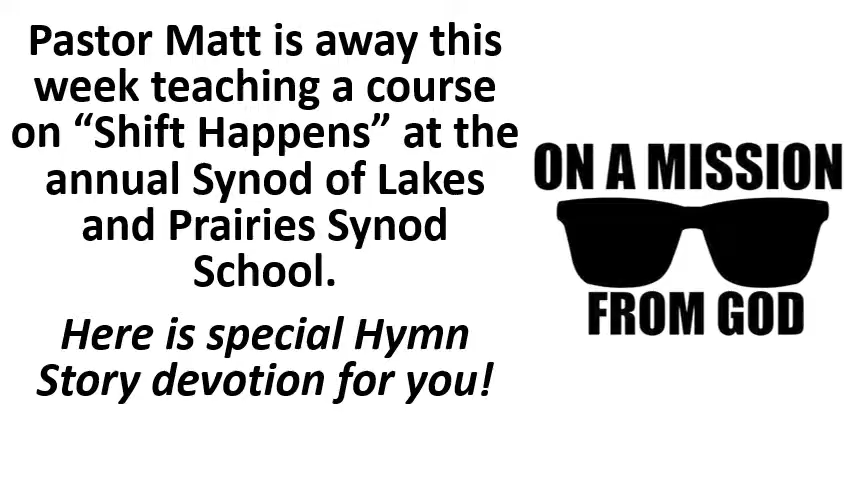 Pastor Matt is away this
week teaching a course
on “Shift Happens” at the
annual Synod of Lakes
and Prairies Synod
School.
Here is special Hymn
Story devotion for you!
ON A MISSION
FROM GOD